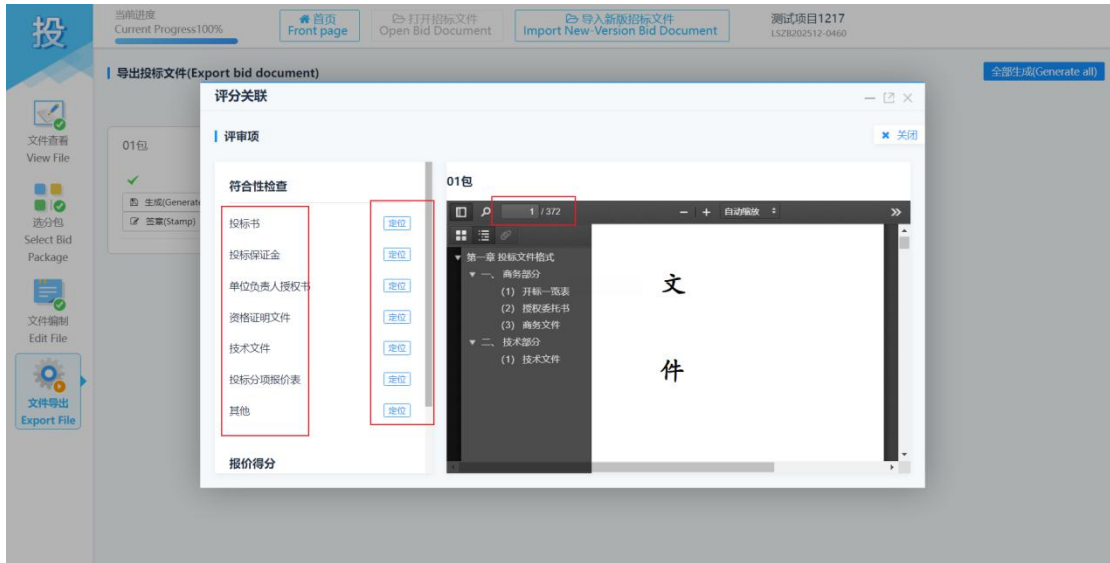 投
当前进度
Current Progress100%
首页
Front page
打开招标文件
Open Bid Document
导入新版招标文件
Import New-Version Bid Document
测试项目1217
LSZB202512-0460
导出投标文件(Export bid document)
全部生成(Generate all)
文件查看
View File
选分包
Select Bid
Package
文件编制
Edit File
文件导出
Export File
01包
生成(Generate
签章(Stamp)
评分关联
评审项
关闭
符合性检查
投标书 定位
投标保证金 定位
单位负责人授权书 定位
资格证明文件 定位
技术文件 定位
投标分项报价表 定位
其他 定位
报价得分
01包
1 / 372
自动缩放
第一章 投标文件格式
一、商务部分
(1) 开标一览表
(2) 授权委托书
(3) 商务文件
二、技术部分
(1) 技术文件
文
件